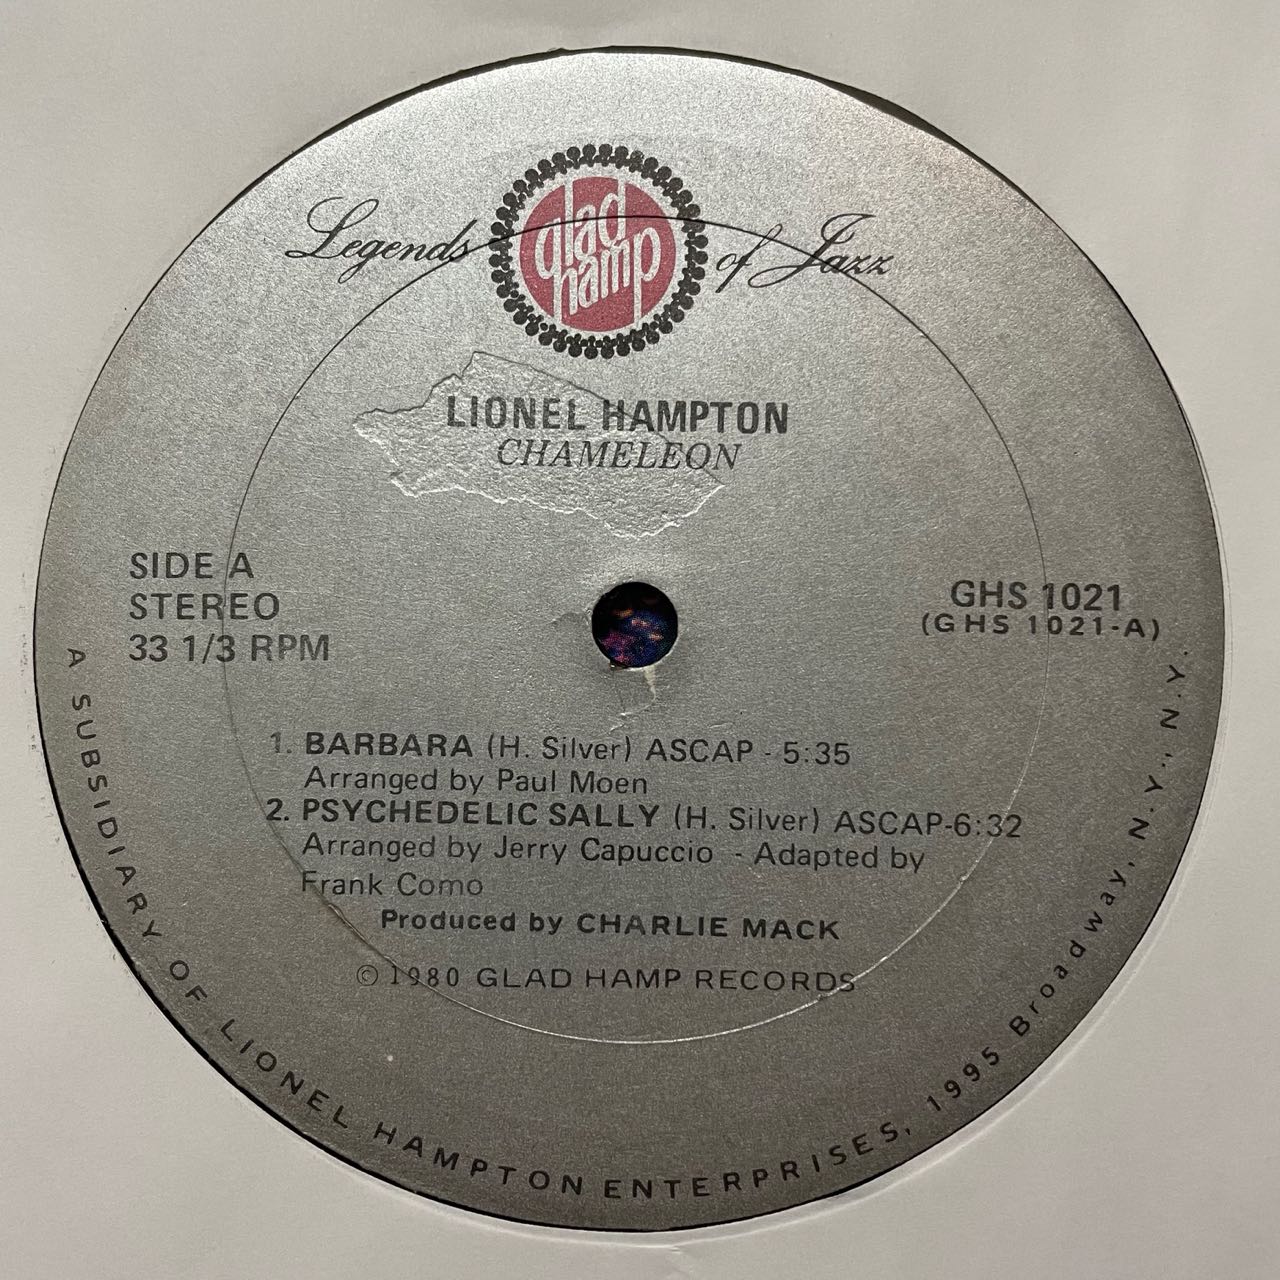 Legends of Jazz
glad
hamp
LIONEL HAMPTON
CHAMELEON
SIDE A
STEREO
33 1/3 RPM
GHS 1021
(GHS 1021-A)
1. BARBARA (H. Silver) ASCAP - 5:35
Arranged by Paul Moen
2. PSYCHEDELIC SALLY (H. Silver) ASCAP-6:32
Arranged by Jerry Capuccio - Adapted by
Frank Como
Produced by CHARLIE MACK
©1980 GLAD HAMP RECORDS
A SUBSIDIARY OF LIONEL HAMPTON ENTERPRISES, 1995 Broadway, N.Y., N.Y.